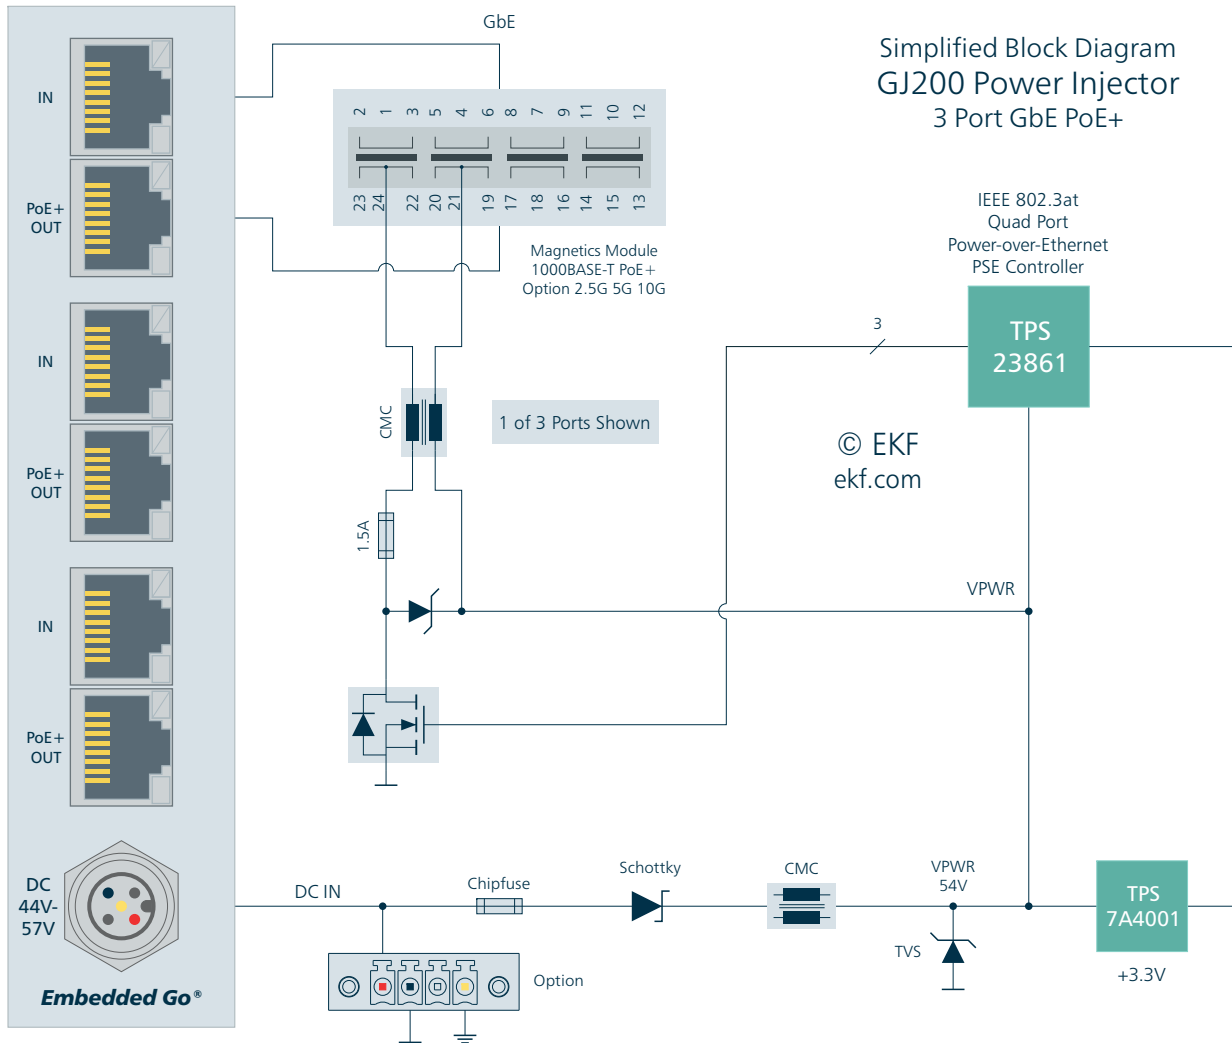 GbE
Simplified Block Diagram
GJ200 Power Injector
3 Port GbE PoE+
IN
PoE+
OUT
2 1 3 5 4 6 8 7 9 11 10 12
23 24 22 20 21 19 17 18 16 14 15 13
Magnetics Module
1000BASE-T PoE+
Option 2.5G 5G 10G
IEEE 802.3at
Quad Port
Power-over-Ethernet
PSE Controller
TPS
23861
3
IN
PoE+
OUT
CMC
1 of 3 Ports Shown
© EKF
ekf.com
1.5A
VPWR
IN
PoE+
OUT
DC
44V-
57V
DC IN
Chipfuse
Schottky
CMC
VPWR
54V
TVS
TPS
7A4001
+3.3V
Option
Embedded Go®